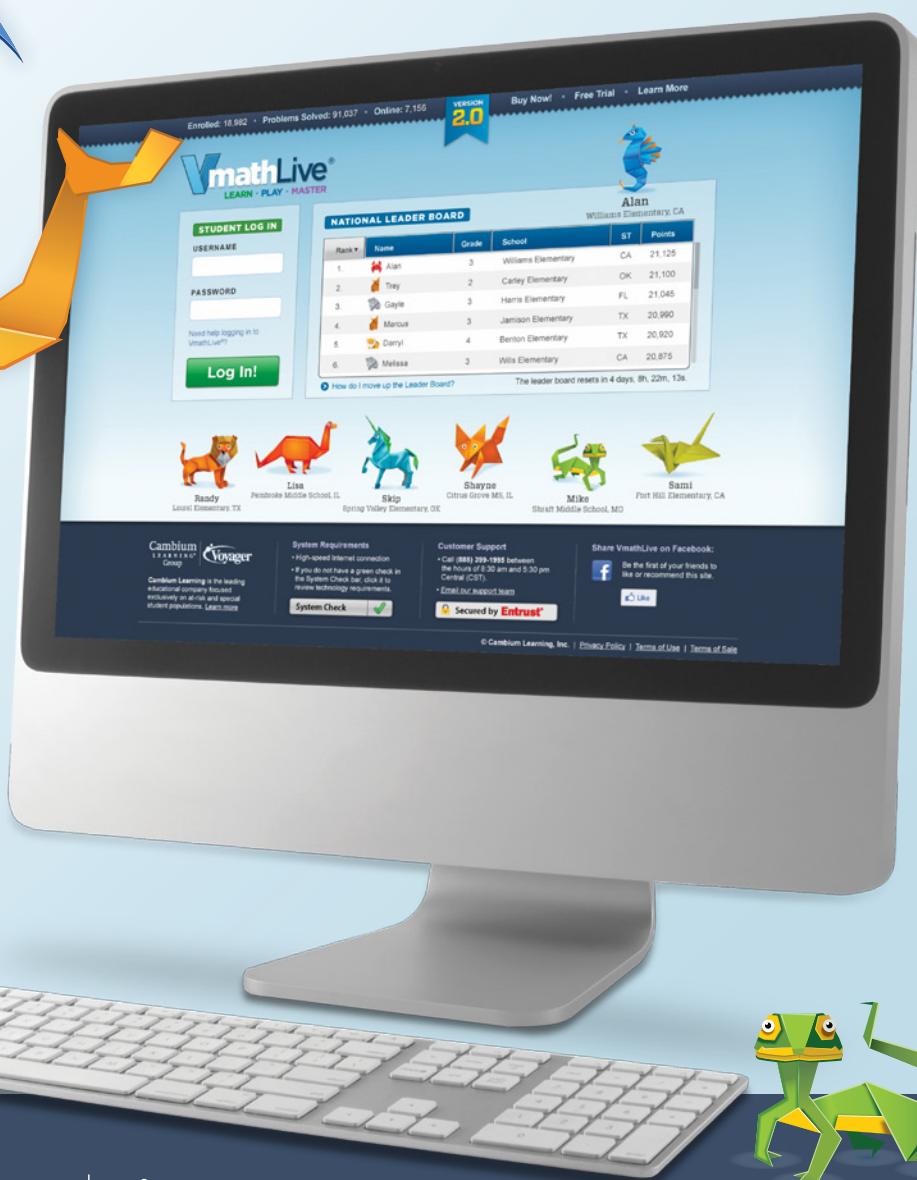 Enrolled: 18,982 • Problems Solved: 91,037 • Online: 7,156
VERSION
2.0
Buy Now! • Free Trial • Learn More
VmathLive®
LEARN · PLAY · MASTER
Alan
Williams Elementary, CA
STUDENT LOG IN
USERNAME
PASSWORD
Need help logging in to
VmathLive®?
Log In!
NATIONAL LEADER BOARD
Rank Name Grade School ST Points
1. Alan 3 Williams Elementary CA 21,125
2. Trey 2 Carley Elementary OK 21,100
3. Gayle 3 Harris Elementary FL 21,045
4. Marcus 3 Jamison Elementary TX 20,990
5. Darryl 4 Benton Elementary TX 20,920
6. Melissa 3 Wills Elementary CA 20,875
How do I move up the Leader Board?
The leader board resets in 4 days, 8h, 22m, 13s.
Randy
Laurel Elementary, TX
Lisa
Pembroke Middle School, IL
Skip
Spring Valley Elementary, OK
Shayne
Citrus Grove MS, IL
Mike
Shraft Middle School, MO
Sami
Fort Hill Elementary, CA
Cambium
LEARNING®
Group
Voyager
Cambium Learning is the leading
educational company focused
exclusively on at-risk and special
student populations. Learn more
System Requirements
• High-speed Internet connection
• If you do not have a green check in
the System Check bar, click it to
review technology requirements.
System Check
Customer Support
• Call (888) 399-1995 between
the hours of 8:30 am and 5:30 pm
Central (CST).
• Email our support team
Secured by Entrust®
Share VmathLive on Facebook:
f
Be the first of your friends to
like or recommend this site.
Like
© Cambium Learning, Inc. | Privacy Policy | Terms of Use | Terms of Sale